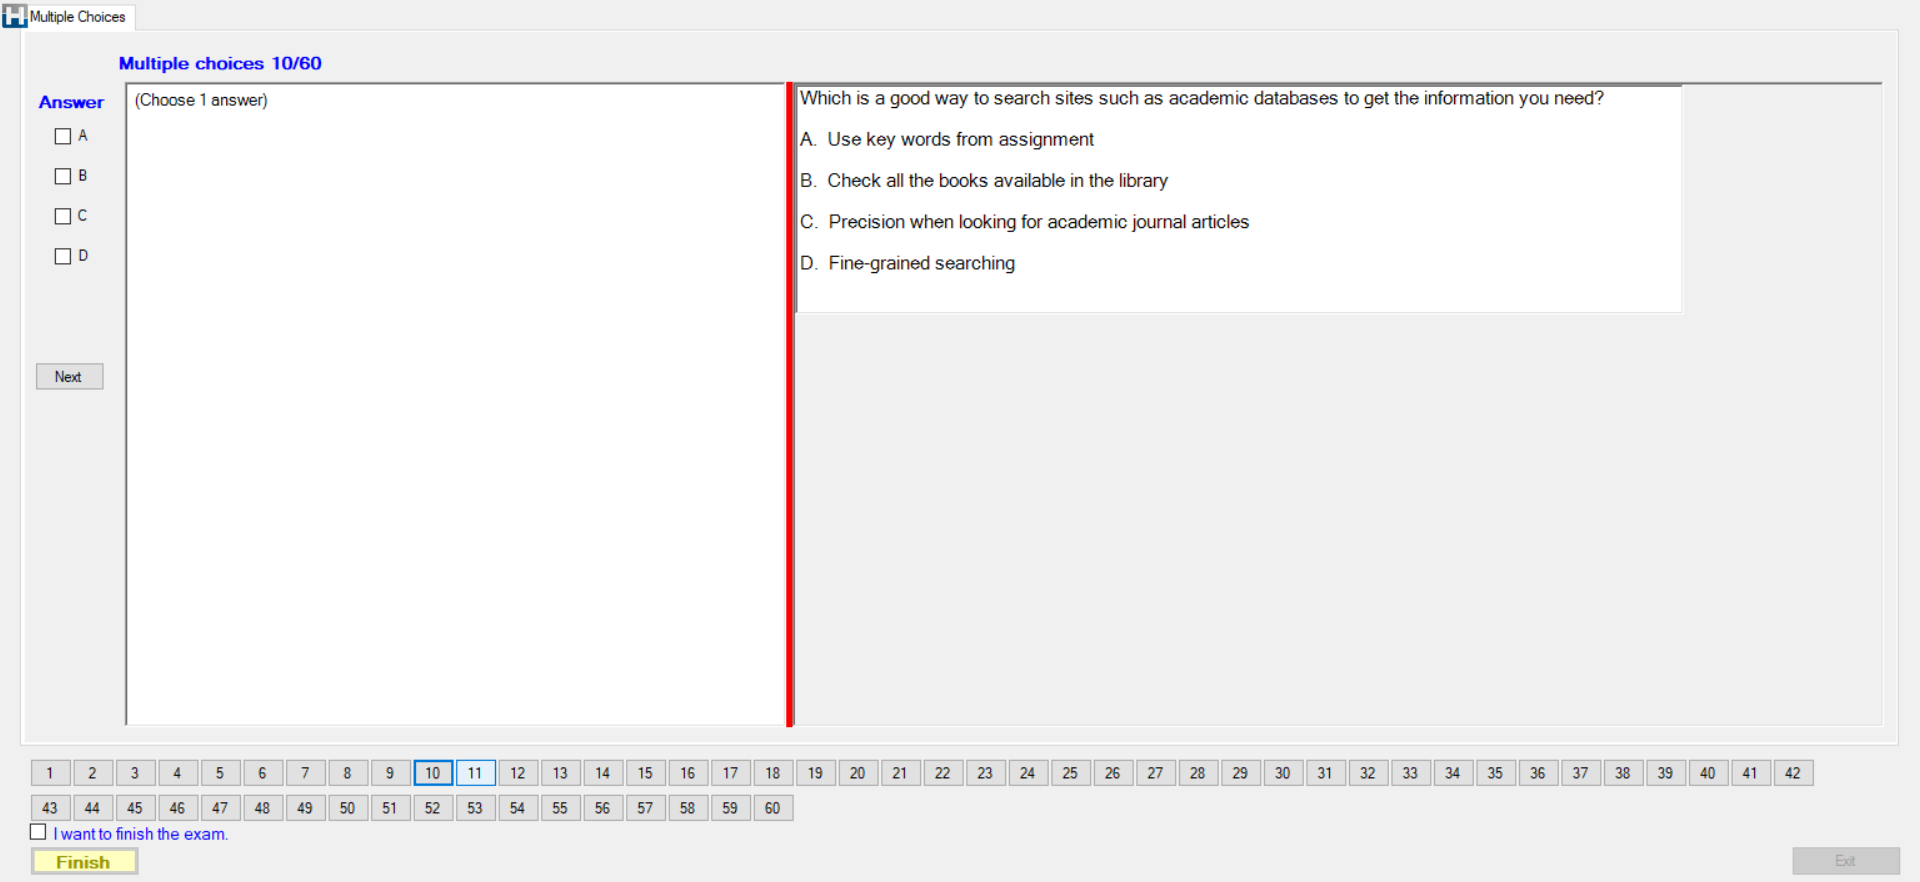 Multiple Choices
Multiple choices 10/60
Answer
A
B
C
D
Next
(Choose 1 answer)
Which is a good way to search sites such as academic databases to get the information you need?
A. Use key words from assignment
B. Check all the books available in the library
C. Precision when looking for academic journal articles
D. Fine-grained searching
1 2 3 4 5 6 7 8 9 10 11 12 13 14 15 16 17 18 19 20 21 22 23 24 25 26 27 28 29 30 31 32 33 34 35 36 37 38 39 40 41 42
43 44 45 46 47 48 49 50 51 52 53 54 55 56 57 58 59 60
I want to finish the exam.
Finish
Exit